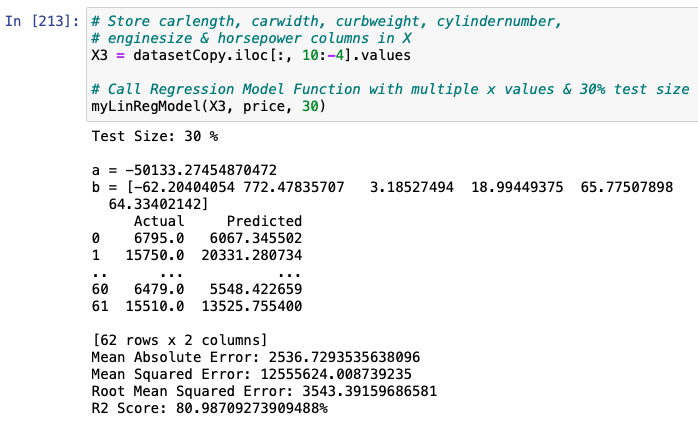 In [213]: # Store carlength, carwidth, curbweight, cylindernumber,
# enginesize & horsepower columns in X
X3 = datasetCopy.iloc[:, 10:-4].values
# Call Regression Model Function with multiple x values & 30% test size
myLinRegModel(X3, price, 30)
Test Size: 30 %
a = -50133.27454870472
b = [-62.20404054 772.47835707 3.18527494 18.99449375 65.77507898
64.33402142]
Actual Predicted
0 6795.0 6067.345502
1 15750.0 20331.280734
.. ... ...
60 6479.0 5548.422659
61 15510.0 13525.755400
[62 rows x 2 columns]
Mean Absolute Error: 2536.7293535638096
Mean Squared Error: 12555624.008739235
Root Mean Squared Error: 3543.39159686581
R2 Score: 80.98709273909488%